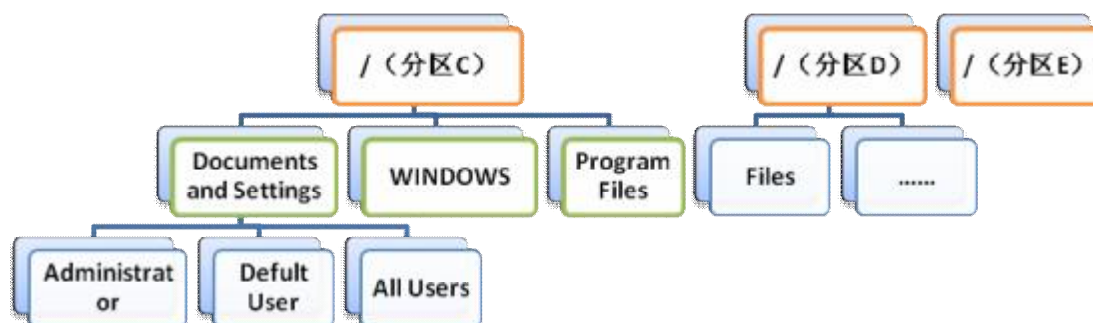 /（分区C）
/（分区D）
/（分区E）
Documents
and Settings
WINDOWS
Program
Files
Files
……
Administrat
or
Defult
User
All Users